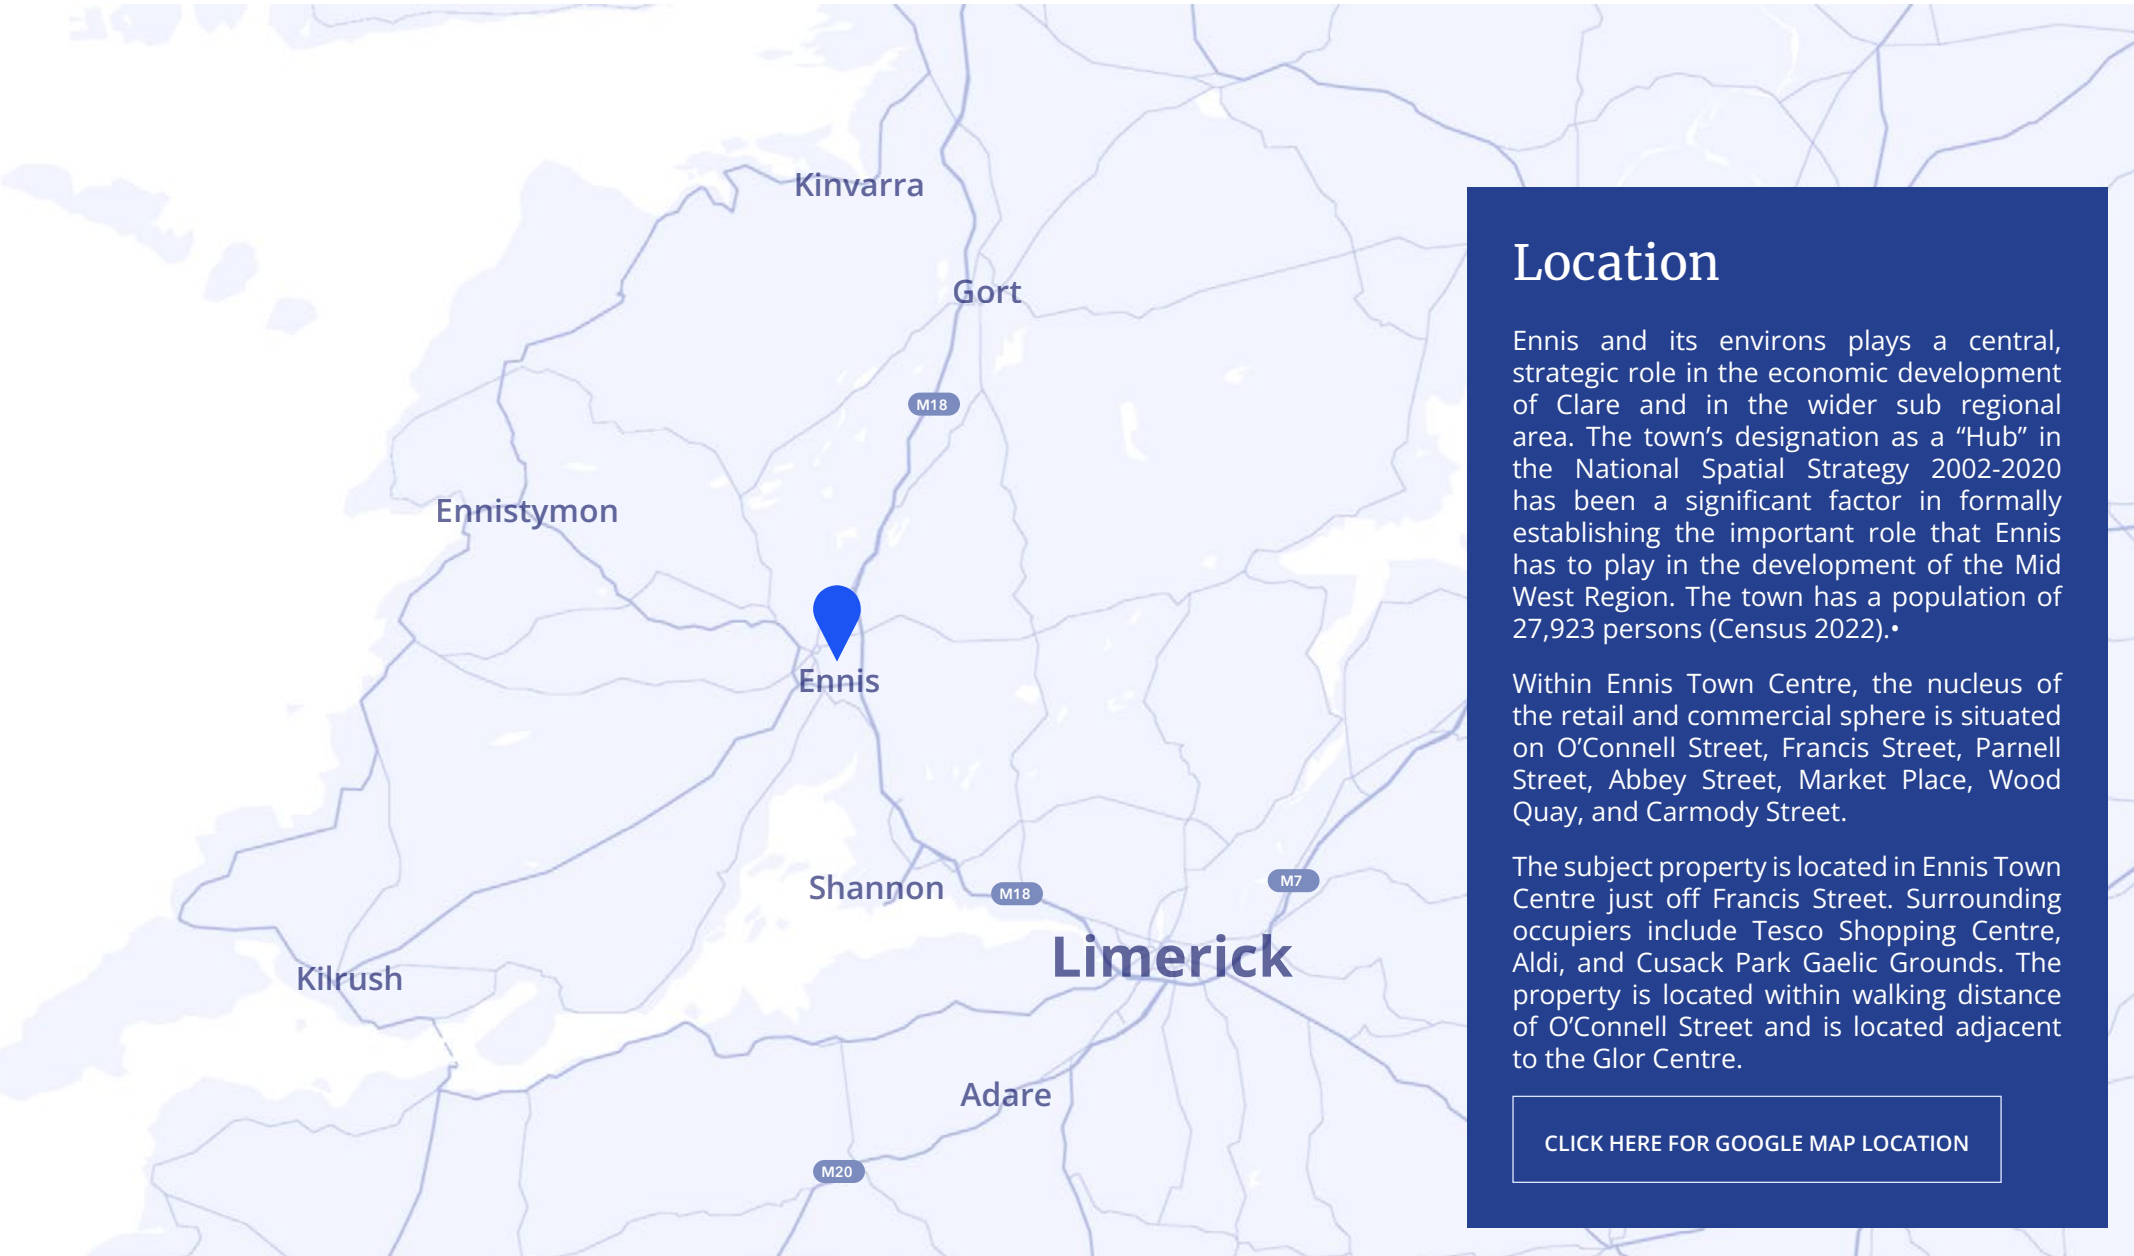 Kinvarra
Gort
M18
Ennistymon
Ennis
Shannon
M18
M7
Limerick
Kilrush
Adare
M20
Location
Ennis and its environs plays a central,
strategic role in the economic development
of Clare and in the wider sub regional
area. The town’s designation as a “Hub” in
the National Spatial Strategy 2002-2020
has been a significant factor in formally
establishing the important role that Ennis
has to play in the development of the Mid
West Region. The town has a population of
27,923 persons (Census 2022).•
Within Ennis Town Centre, the nucleus of
the retail and commercial sphere is situated
on O’Connell Street, Francis Street, Parnell
Street, Abbey Street, Market Place, Wood
Quay, and Carmody Street.
The subject property is located in Ennis Town
Centre just off Francis Street. Surrounding
occupiers include Tesco Shopping Centre,
Aldi, and Cusack Park Gaelic Grounds. The
property is located within walking distance
of O’Connell Street and is located adjacent
to the Glor Centre.
CLICK HERE FOR GOOGLE MAP LOCATION